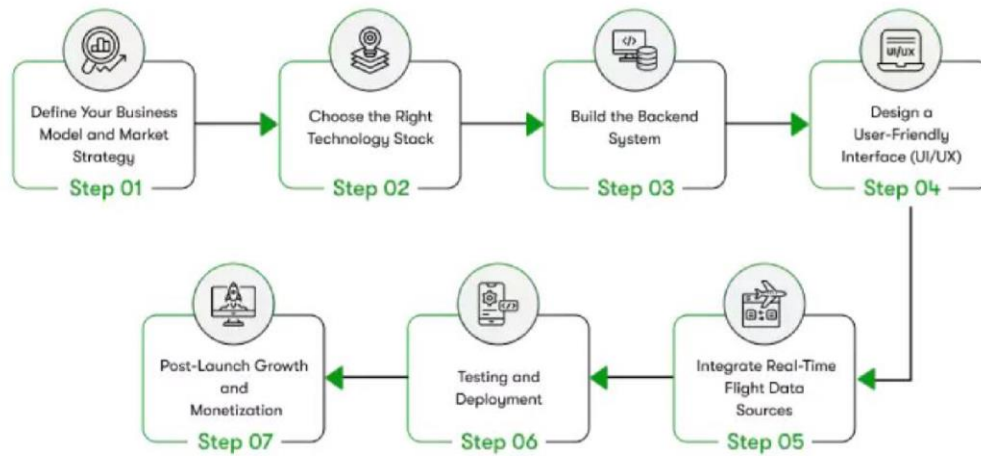 Define Your Business
Model and Market
Strategy
Step 01
Choose the Right
Technology Stack
Step 02
</>
Build the Backend
System
Step 03
UI/UX
Design a
User-Friendly
Interface (UI/UX)
Step 04
Integrate Real-Time
Flight Data
Sources
Step 05
</>
Testing and
Deployment
Step 06
Post-Launch Growth
and
Monetization
Step 07